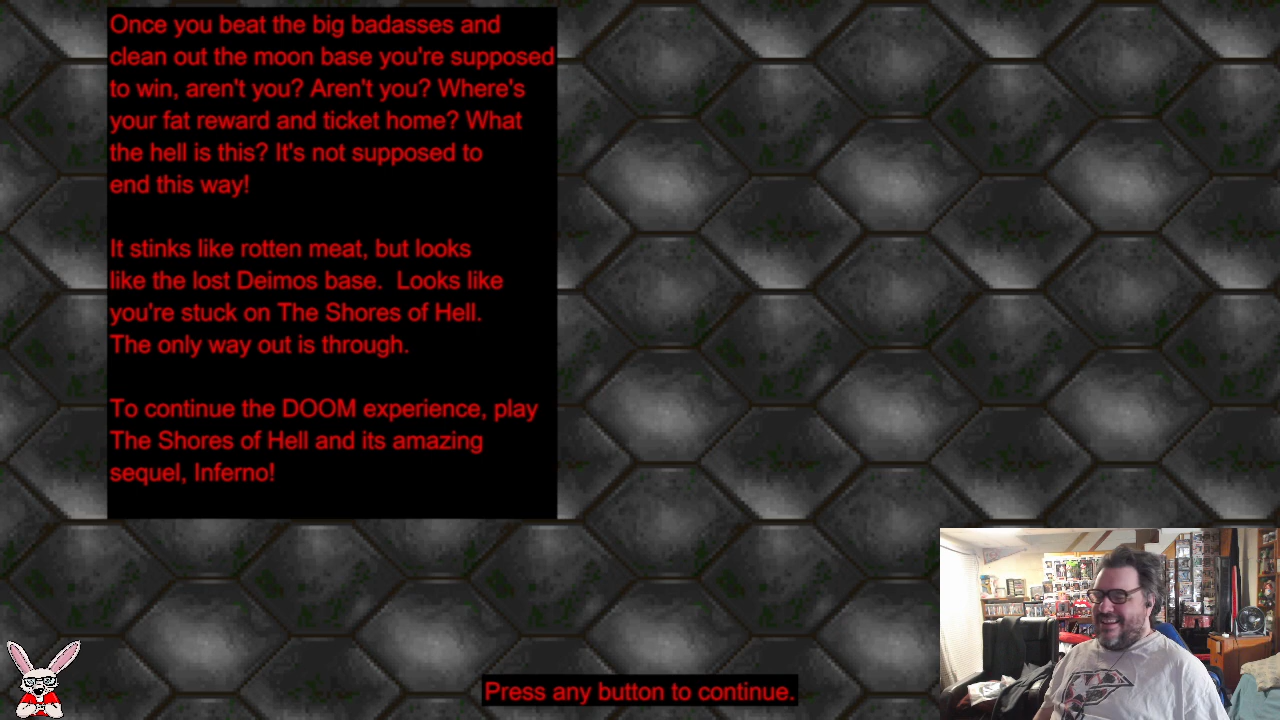 Once you beat the big badasses and
clean out the moon base you're supposed
to win, aren't you? Aren't you? Where's
your fat reward and ticket home? What
the hell is this? It's not supposed to
end this way!
It stinks like rotten meat, but looks
like the lost Deimos base.  Looks like
you're stuck on The Shores of Hell.
The only way out is through.
To continue the DOOM experience, play
The Shores of Hell and its amazing
sequel, Inferno!
Press any button to continue.